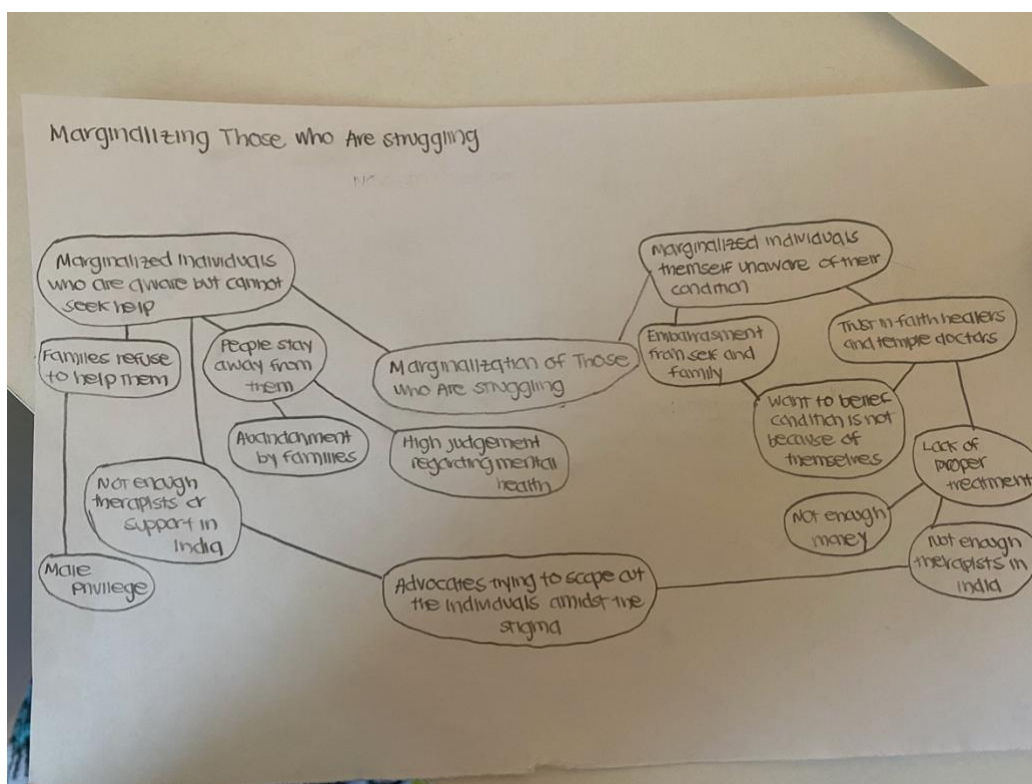 Marginalizing Those Who Are struggling
Marginalized Individuals
who are aware but cannot
seek help
Marginalized individuals
themself unaware of their
condition
Families refuse
to help them
People stay
away from
them
Marginalization of Those
who Are struggling
Embarrasment
from self and
family
Trust in faith healers
and temple doctors
Abandonment
by families
High judgement
regarding mental
health
Want to belief
condition is not
because of
themselves
Lack of
proper
treatment
Not enough
therapists or
support in
India
Not enough
money
Not enough
therapists in
india
Male
privilege
Advocates trying to scope out
the individuals amidst the
stigma